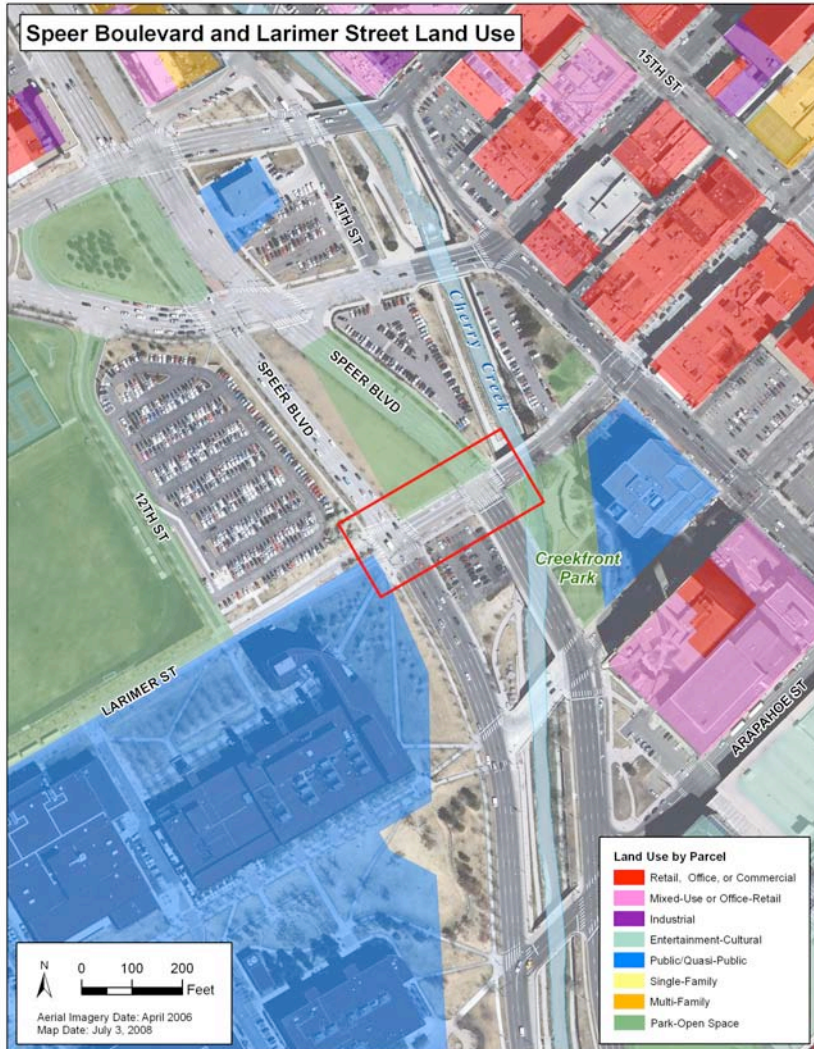 Speer Boulevard and Larimer Street Land Use
15TH ST
14TH ST
Cherry Creek
SPEER BLVD
SPEER BLVD
12TH ST
Creekfront
Park
LARIMER ST
ARAPAHOE ST
Land Use by Parcel
Retail, Office, or Commercial
Mixed-Use or Office-Retail
Industrial
Entertainment-Cultural
Public/Quasi-Public
Single-Family
Multi-Family
Park-Open Space
N
0 100 200
Feet
Aerial Imagery Date: April 2006
Map Date: July 3, 2008